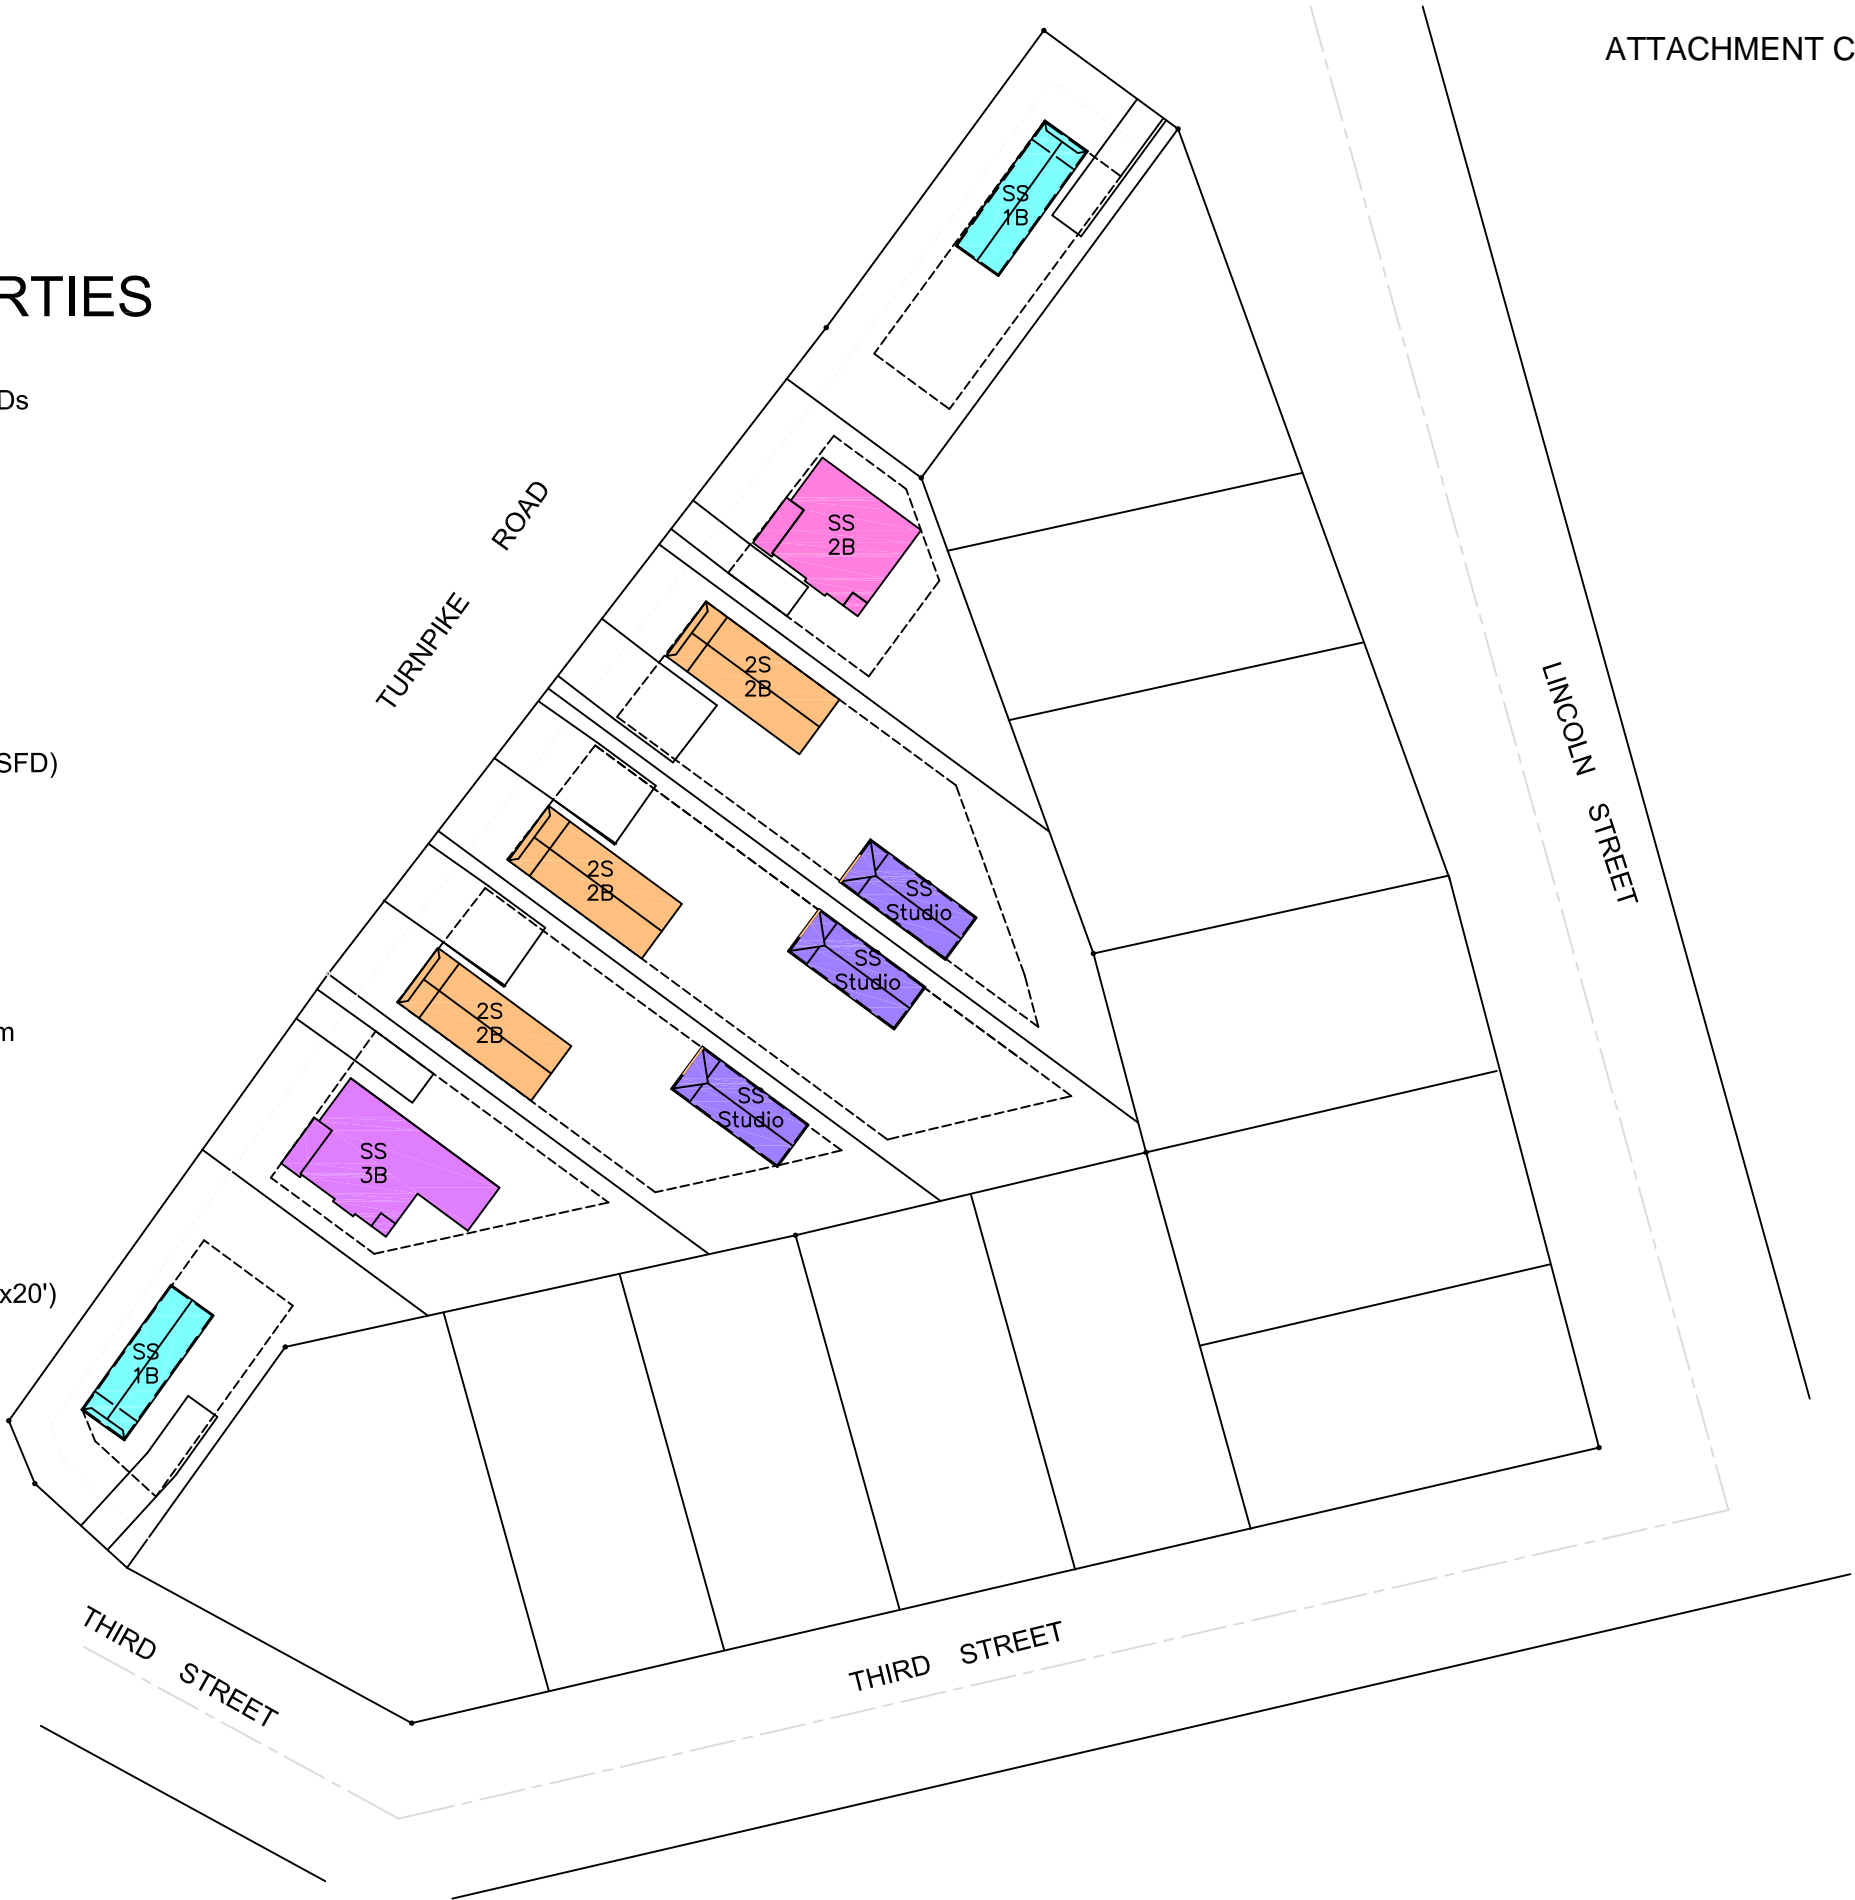 ATTACHMENT C
RTIES
Ds
SFD)
m
x20')
TURNPIKE ROAD
LINCOLN STREET
SS
1B
SS
2B
2S
2B
2S
2B
SS
Studio
SS
Studio
2S
2B
SS
Studio
SS
3B
SS
1B
THIRD STREET
THIRD STREET